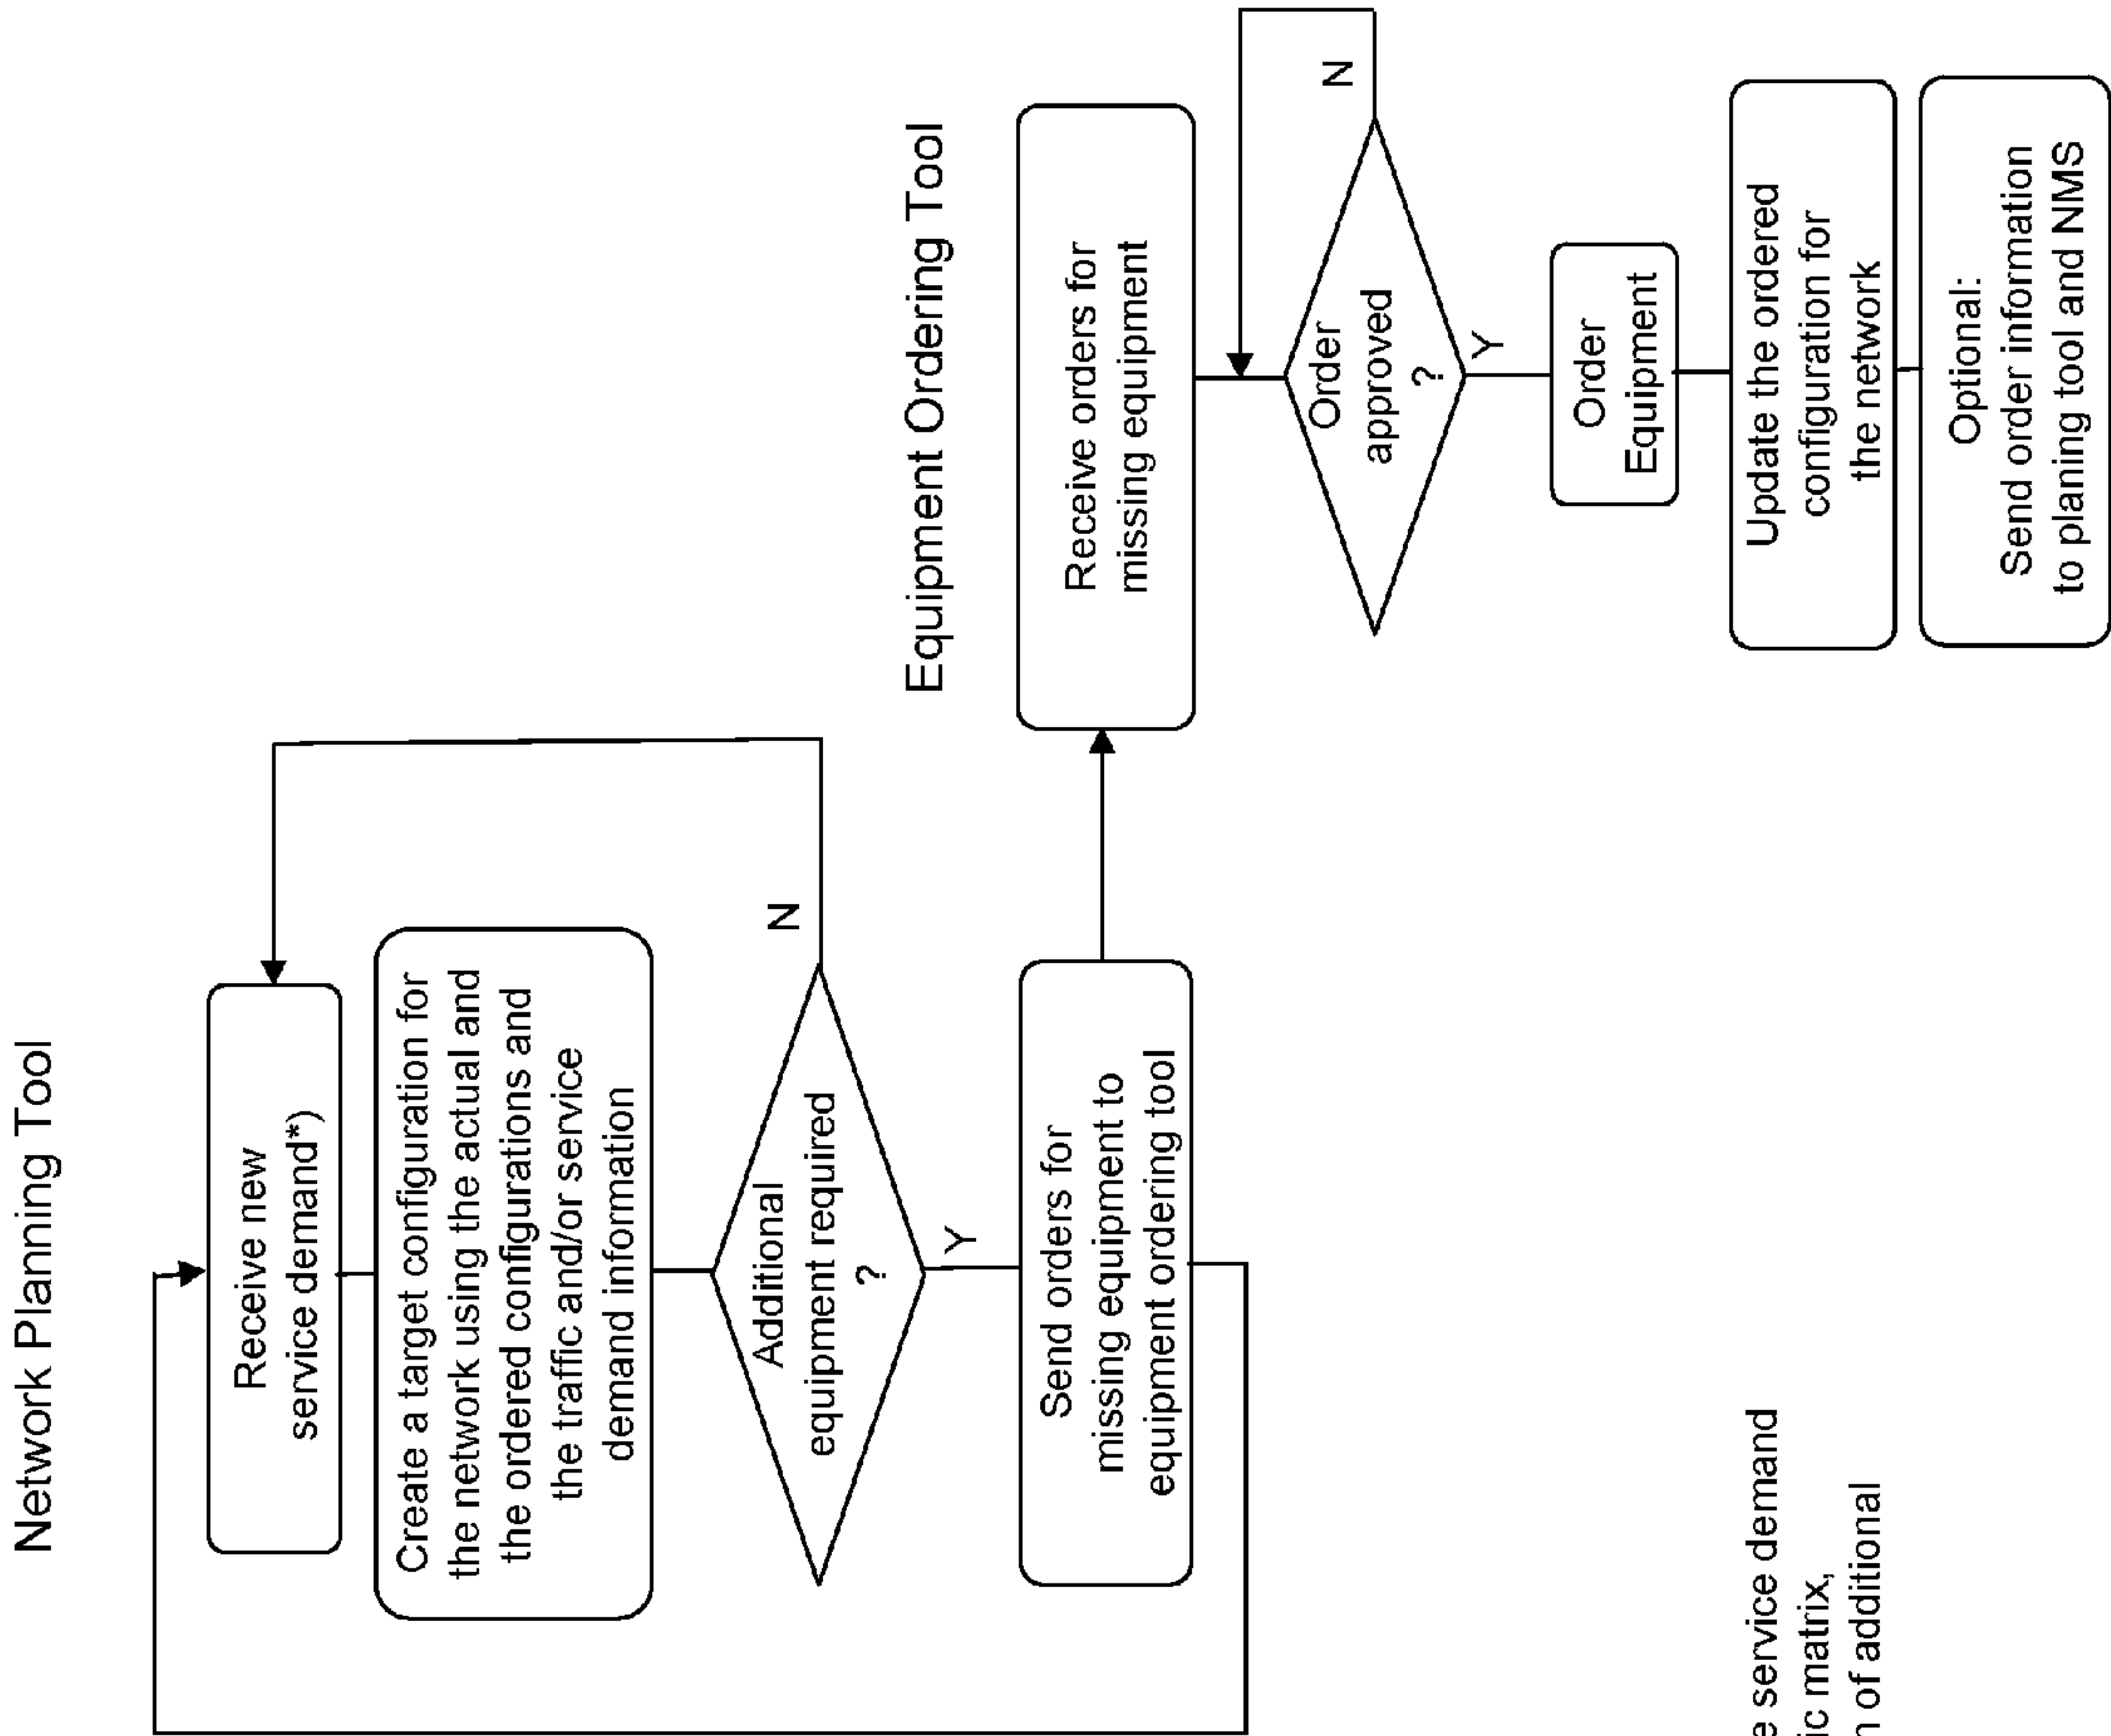 Network Planning Tool
Receive new
service demand*)
Create a target configuration for
the network using the actual and
the ordered configurations and
the traffic and/or service
demand information
Additional
equipment required
?
N
Y
Send orders for
missing equipment to
equipment ordering tool
Equipment Ordering Tool
Receive orders for
missing equipment
Order
approved
?
N
Y
Order
Equipment
Update the ordered
configuration for
the network
Optional:
Send order information
to planing tool and NMS
service demand
matrix,
of additional